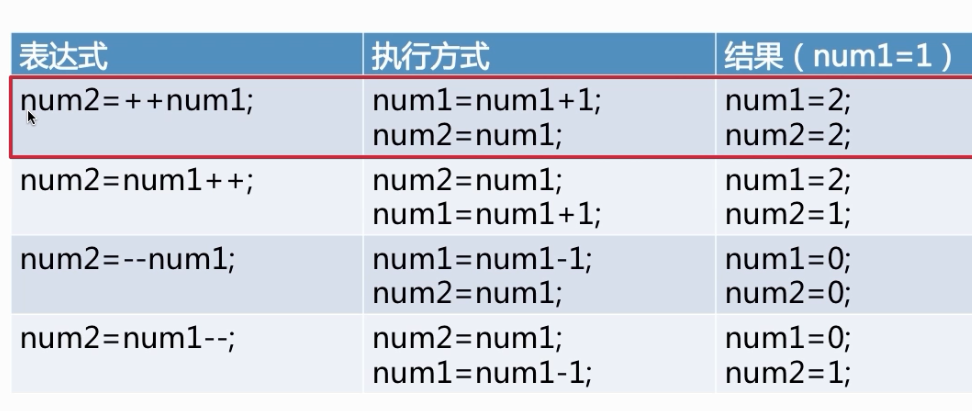 表达式 执行方式 结果（num1=1）
num2=++num1; num1=num1+1; num1=2;
num2=num1; num2=2;
num2=num1++; num2=num1; num1=2;
num1=num1+1; num2=1;
num2=--num1; num1=num1-1; num1=0;
num2=num1; num2=0;
num2=num1--; num2=num1; num1=0;
num1=num1-1; num2=1;